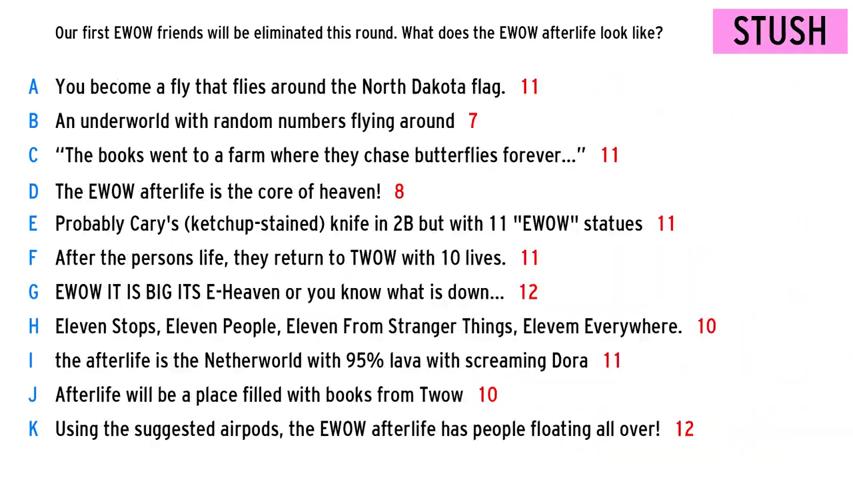 Our first EWOW friends will be eliminated this round. What does the EWOW afterlife look like?
STUSH
A You become a fly that flies around the North Dakota flag. 11
B An underworld with random numbers flying around 7
C “The books went to a farm where they chase butterflies forever...” 11
D The EWOW afterlife is the core of heaven! 8
E Probably Cary's (ketchup-stained) knife in 2B but with 11 "EWOW" statues 11
F After the persons life, they return to TWOW with 10 lives. 11
G EWOW IT IS BIG ITS E-Heaven or you know what is down... 12
H Eleven Stops, Eleven People, Eleven From Stranger Things, Elevem Everywhere. 10
I the afterlife is the Netherworld with 95% lava with screaming Dora 11
J Afterlife will be a place filled with books from Twow 10
K Using the suggested airpods, the EWOW afterlife has people floating all over! 12